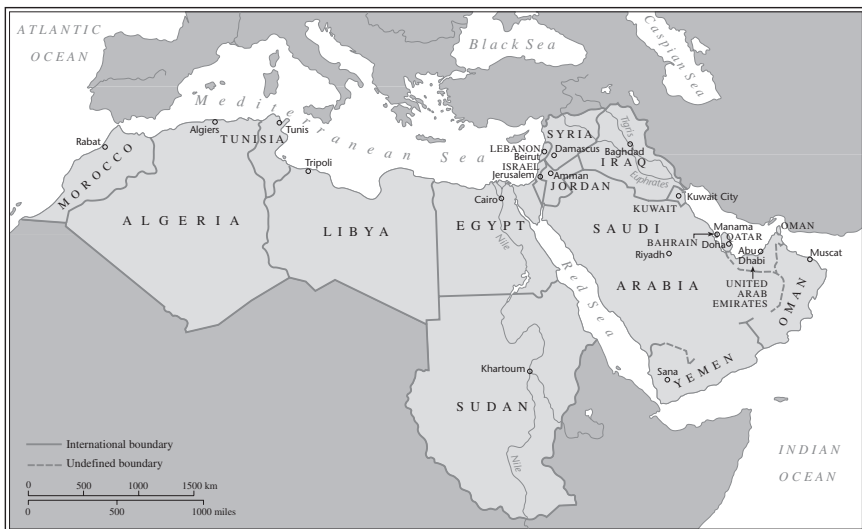 ATLANTIC
OCEAN
Black Sea
Caspian Sea
Mediterranean Sea
Rabat
Algiers
Tunis
TUNISIA
Tripoli
MOROCCO
ALGERIA
LIBYA
EGYPT
Cairo
Nile
SYRIA
LEBANON
Beirut
Damascus
ISRAEL
Jerusalem
Amman
JORDAN
Tigris
Baghdad
IRAQ
Euphrates
Kuwait City
KUWAIT
SAUDI
ARABIA
Riyadh
Manama
BAHRAIN
QATAR
Doha
Abu
Dhabi
OMAN
Muscat
UNITED
ARAB
EMIRATES
OMAN
Red Sea
Sana
YEMEN
Khartoum
SUDAN
Nile
INDIAN
OCEAN
International boundary
Undefined boundary
0 500 1000 1500 km
0 500 1000 miles